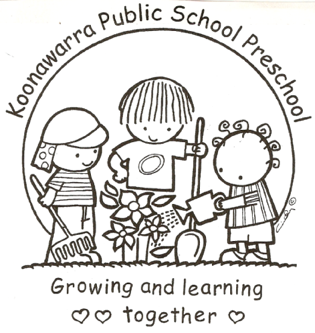 Koonawarra Public School Preschool
Growing and learning
together